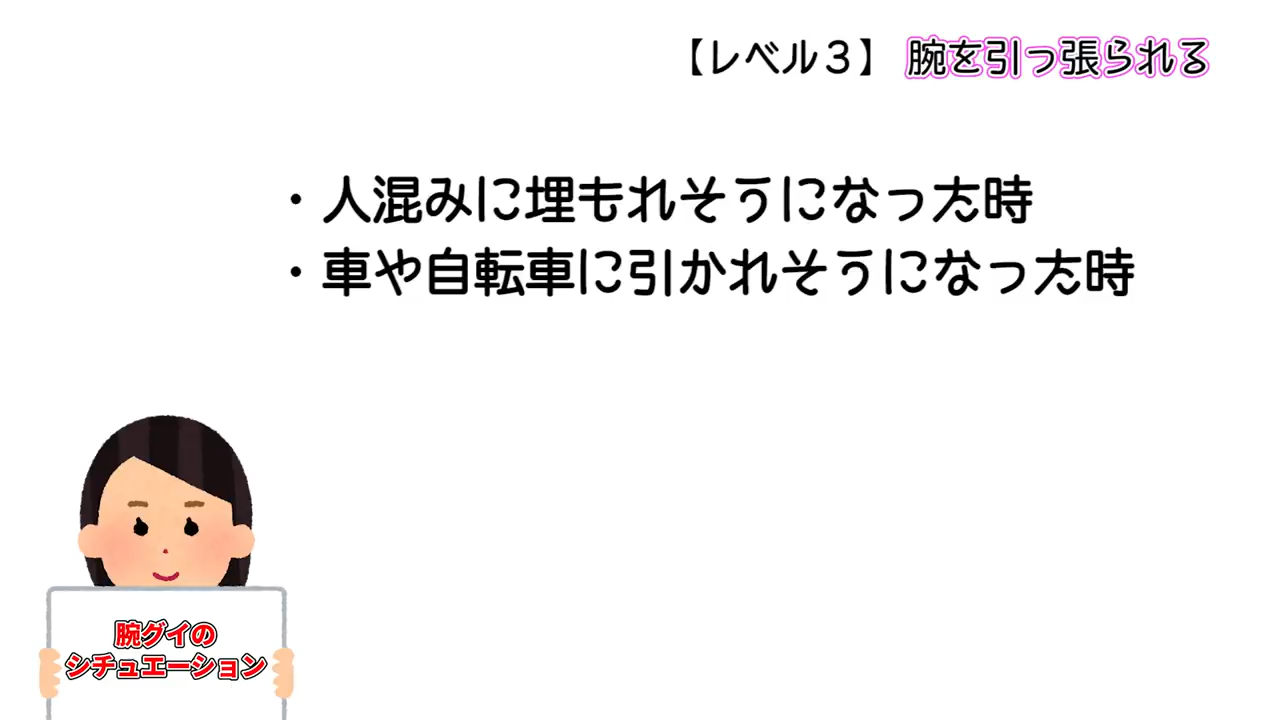 【レベル３】 腕を引っ張られる
・人混みに埋もれそうになった時
・車や自転車に引かれそうになった時
腕グイの
シチュエーション